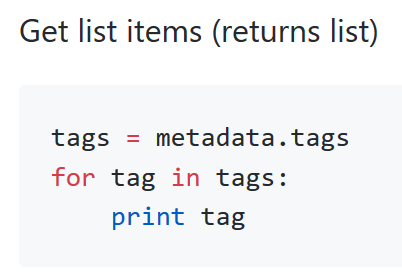 Get list items (returns list)
tags = metadata.tags
for tag in tags:
    print tag